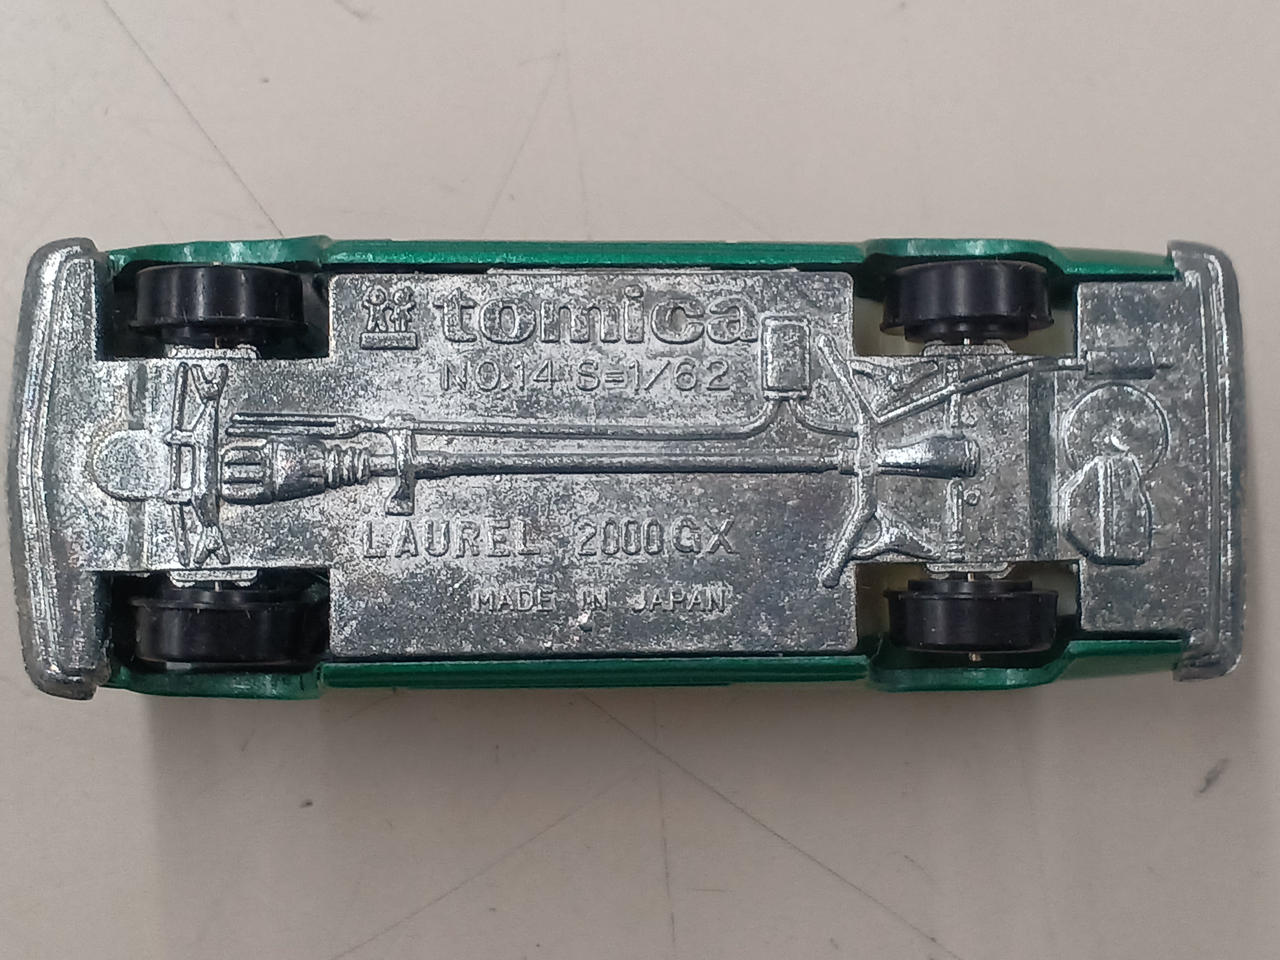 tomica
NO.14 S=1/62
LAUREL 2000GX
MADE IN JAPAN